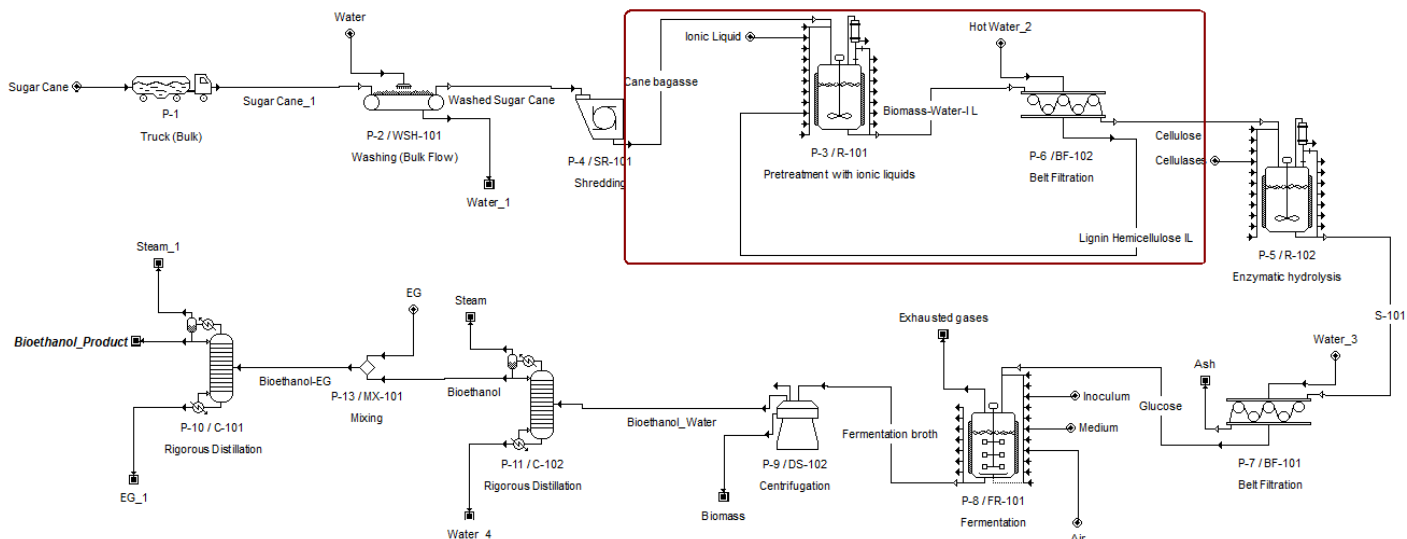 Water
Ionic Liquid
Hot Water_2
Sugar Cane
Sugar Cane_1
Washed Sugar Cane
Cane bagasse
Biomass-Water-I L
P-1
Truck (Bulk)
P-2 / WSH-101
Washing (Bulk Flow)
P-4 / SR-101
Shredding
P-3 / R-101
Pretreatment with ionic liquids
P-6 / BF-102
Belt Filtration
Cellulose
Cellulases
Water_1
Lignin Hemicellulose IL
P-5 / R-102
Enzymatic hydrolysis
Steam_1
EG
Steam
Exhausted gases
S-101
Water_3
Bioethanol_Product
Ash
Bioethanol-EG
Bioethanol
P-13 / MX-101
Mixing
Inoculum
Glucose
Medium
Bioethanol_Water
Fermentation broth
P-10 / C-101
Rigorous Distillation
P-11 / C-102
Rigorous Distillation
P-9 / DS-102
Centrifugation
P-7 / BF-101
Belt Filtration
P-8 / FR-101
Fermentation
EG_1
Biomass
Water_4
Air